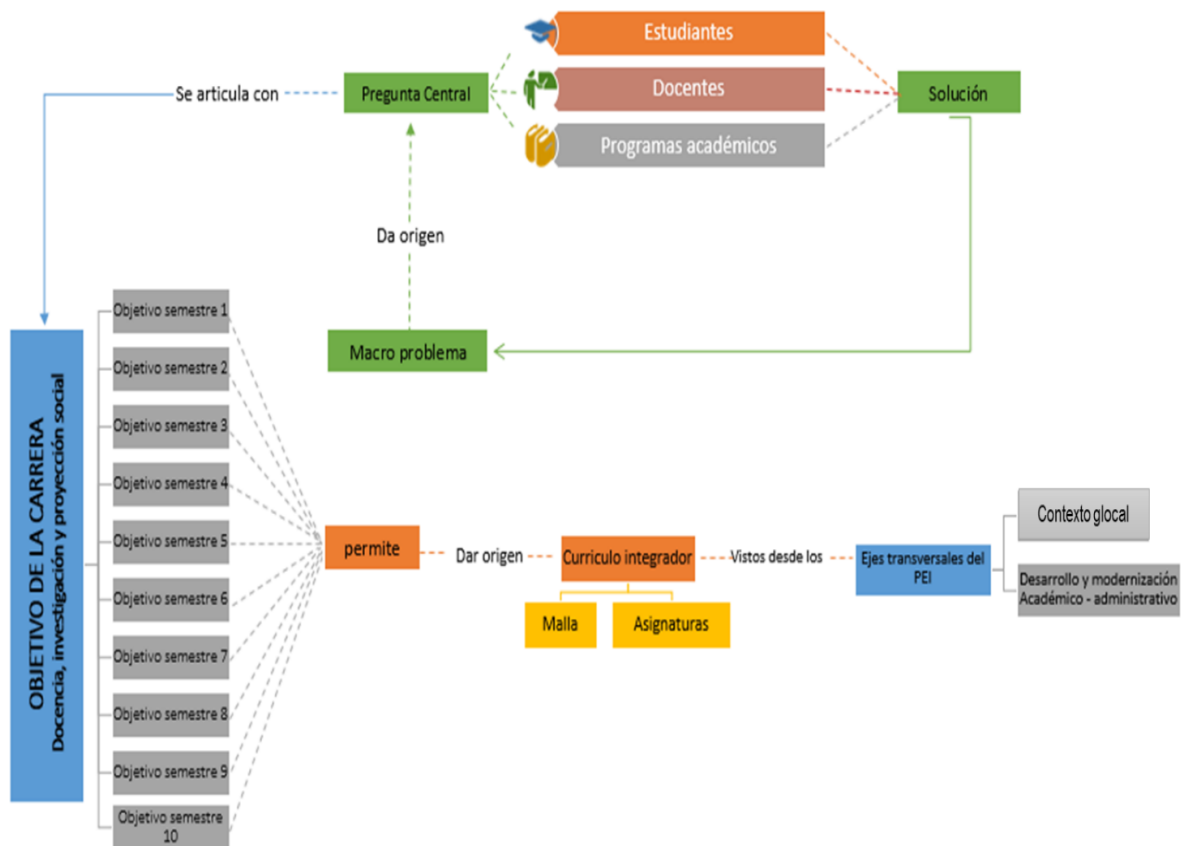 Estudiantes
Se articula con
Pregunta Central
Docentes
Solución
Programas académicos
Da origen
Macro problema
OBJETIVO DE LA CARRERA
Docencia, investigación y proyección social
Objetivo semestre 1
Objetivo semestre 2
Objetivo semestre 3
Objetivo semestre 4
Objetivo semestre 5
Objetivo semestre 6
Objetivo semestre 7
Objetivo semestre 8
Objetivo semestre 9
Objetivo semestre
10
permite
Dar origen
Curriculo integrador
Malla
Asignaturas
Vistos desde los
Ejes transversales del
PEI
Contexto glocal
Desarrollo y modernización
Académico - administrativo